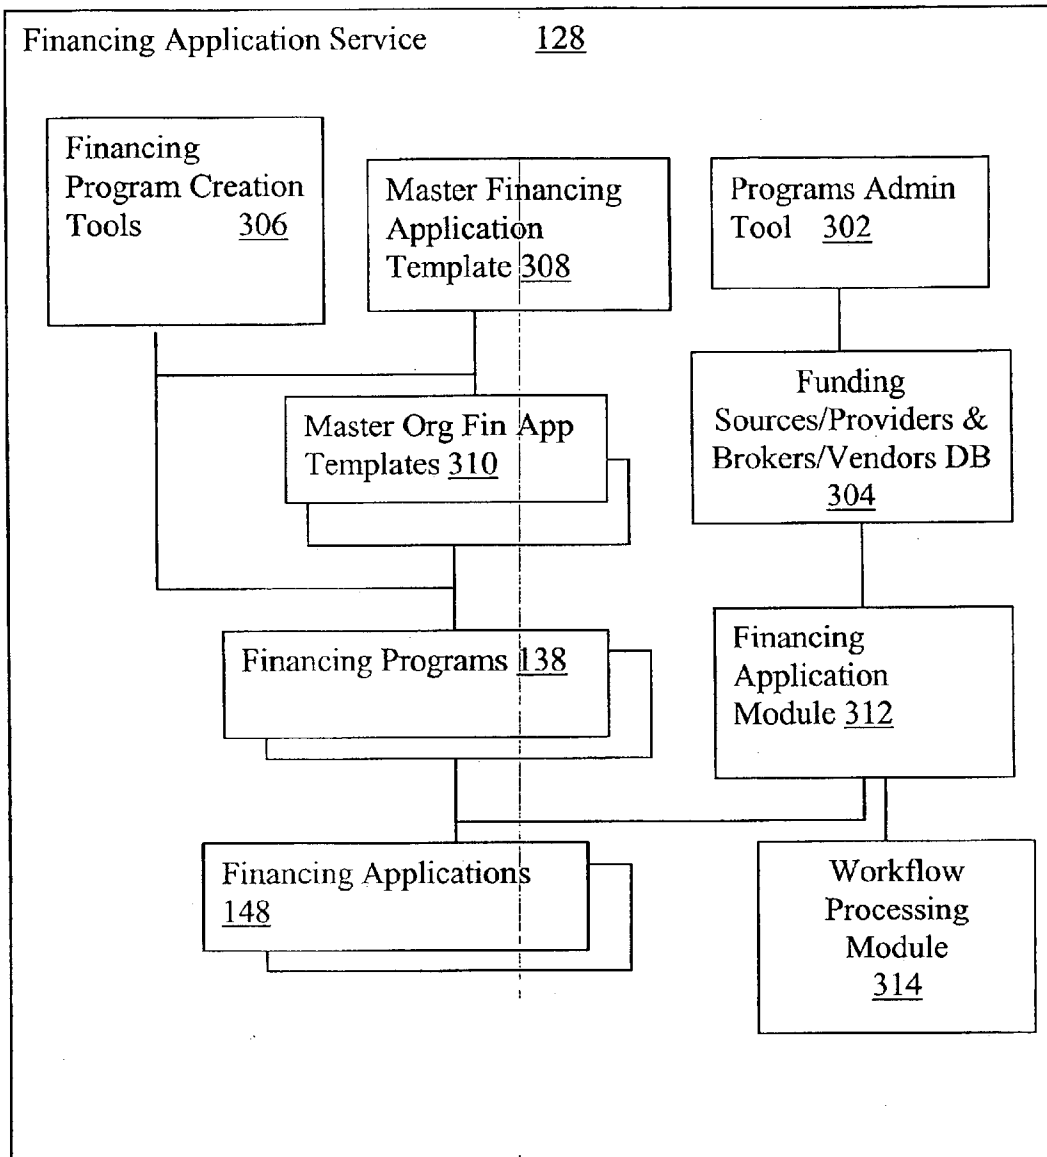 Financing Application Service 128
Financing
Program Creation
Tools 306
Master Financing
Application
Template 308
Programs Admin
Tool 302
Master Org Fin App
Templates 310
Funding
Sources/Providers &
Brokers/Vendors DB
304
Financing Programs 138
Financing
Application
Module 312
Financing Applications
148
Workflow
Processing
Module
314